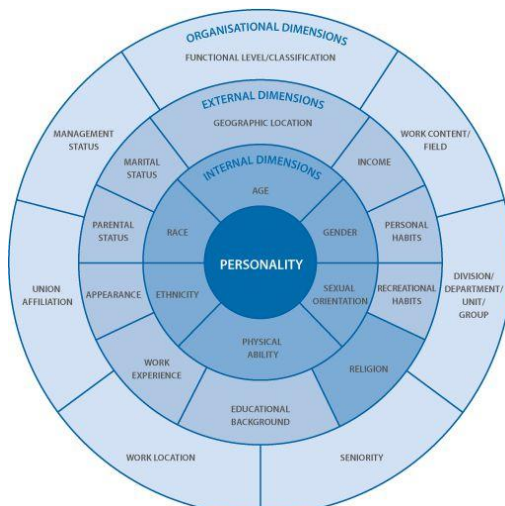 ORGANISATIONAL DIMENSIONS
FUNCTIONAL LEVEL/CLASSIFICATION
EXTERNAL DIMENSIONS
GEOGRAPHIC LOCATION
MANAGEMENT
STATUS
WORK CONTENT/
FIELD
MARITAL
STATUS
INCOME
INTERNAL DIMENSIONS
AGE
PARENTAL
STATUS
RACE
GENDER
PERSONAL
HABITS
PERSONALITY
UNION
AFFILIATION
APPEARANCE
ETHNICITY
SEXUAL
ORIENTATION
RECREATIONAL
HABITS
DIVISION/
DEPARTMENT/
UNIT/
GROUP
PHYSICAL
ABILITY
WORK
EXPERIENCE
RELIGION
EDUCATIONAL
BACKGROUND
WORK LOCATION
SENIORITY